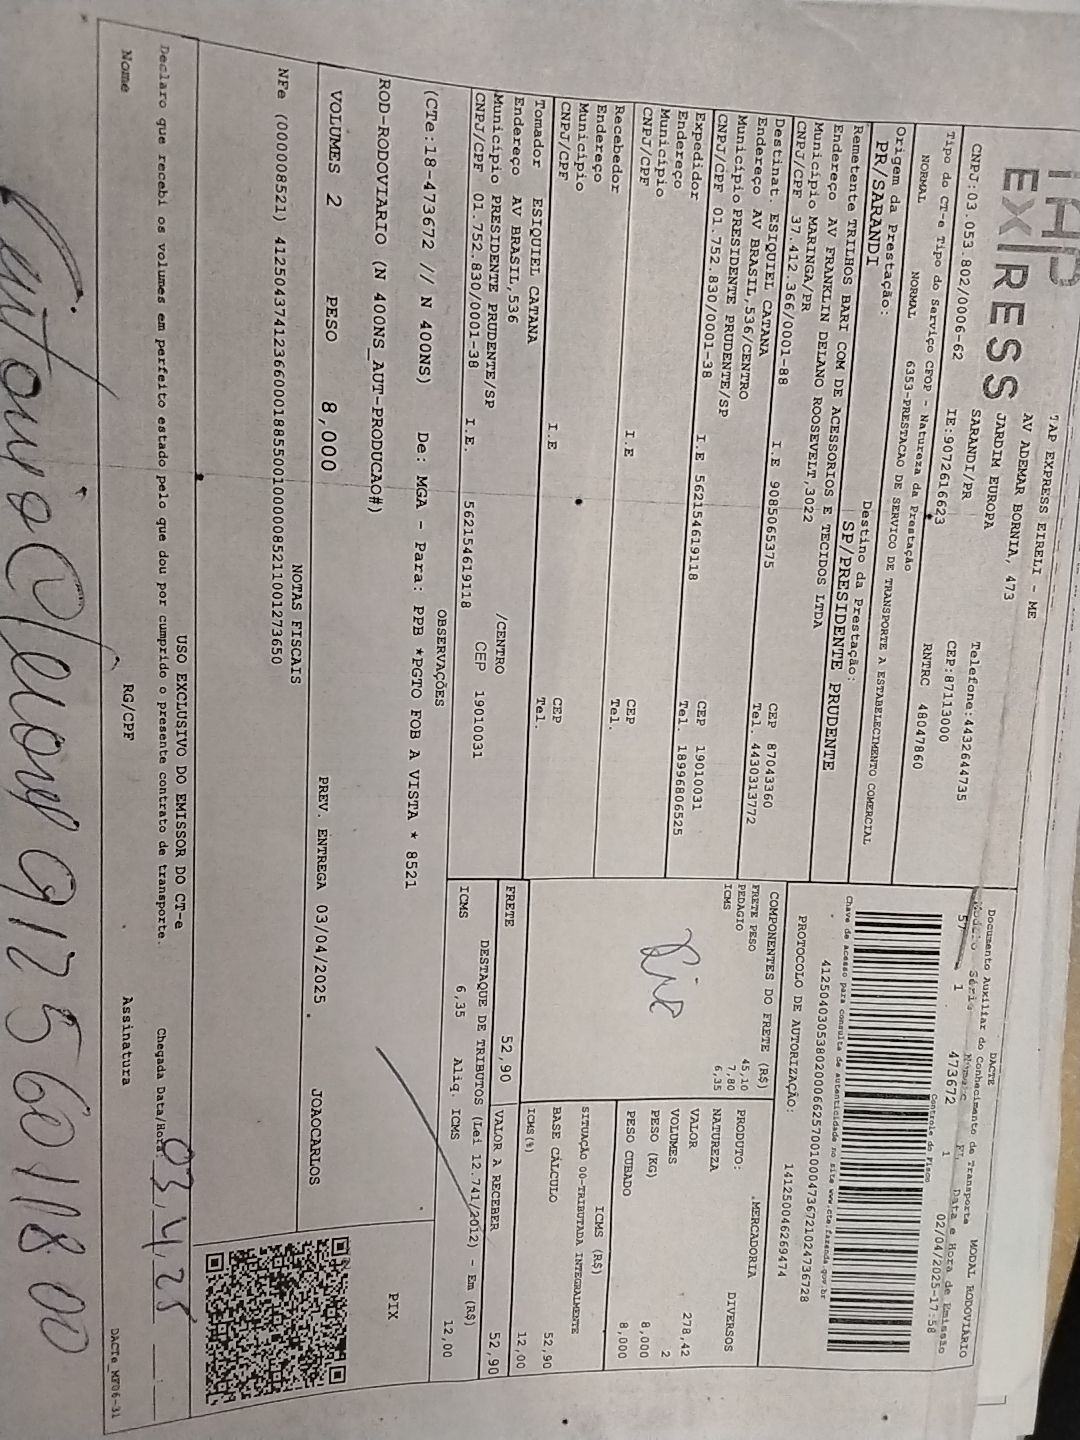 TAP
EXPRESS
TAP EXPRESS EIRELI - ME
AV ADEMAR BORNIA, 473
JARDIM EUROPA
SARANDI/PR
Telefone:4432644735
CEP:87113000
CNPJ:03.053.802/0006-62 IE:9072616623 RNTRC 48047860
Tipo do CT-e Tipo do Serviço CFOP - Natureza da Prestação
NORMAL NORMAL 6353-PRESTACAO DE SERVICO DE TRANSPORTE A ESTABELECIMENTO COMERCIAL
Origem da Prestação: Destino da Prestação:
PR/SARANDI SP/PRESIDENTE PRUDENTE
DACTE MODAL RODOVIÁRIO
Documento Auxiliar do Conhecimento de Transporte
Modelo Série Número FL Data e Hora de Emissão
57 1 473672 1 02/04/2025-17:58
Controle do Fisco
Chave de acesso para consulta de autenticidade no site www.cte.fazenda.gov.br
41250403053802000662570010004736721024736728
PROTOCOLO DE AUTORIZAÇÃO: 141250046269474
Remetente TRILHOS BARI COM DE ACESSORIOS E TECIDOS LTDA
Endereço AV FRANKLIN DELANO ROOSEVELT,3022
Município MARINGA/PR CEP 87043360
CNPJ/CPF 37.412.366/0001-88 I.E 9085065375 Tel. 4430313772
Destinat. ESIQUIEL CATANA
Endereço AV BRASIL,536/CENTRO
Município PRESIDENTE PRUDENTE/SP CEP 19010031
CNPJ/CPF 01.752.830/0001-38 I.E 562154619118 Tel. 18996806525
Expedidor
Endereço
Município CEP
CNPJ/CPF I.E Tel.
Recebedor
Endereço
Município CEP
CNPJ/CPF I.E Tel.
Tomador ESIQUIEL CATANA
Endereço AV BRASIL,536 /CENTRO
Município PRESIDENTE PRUDENTE/SP CEP 19010031
CNPJ/CPF 01.752.830/0001-38 I.E. 562154619118
COMPONENTES DO FRETE (R$)
FRETE PESO 45,10
PEDAGIO 7,80
ICMS 6,35
PRODUTO: .MERCADORIA
NATUREZA DIVERSOS
VALOR 278,42
VOLUMES 2
PESO (KG) 8,000
PESO CUBADO 8,000
ICMS (R$)
SITUAÇÃO 00-TRIBUTADA INTEGRALMENTE
BASE CÁLCULO 52,90
ICMS(%) 12,00
FRETE 52,90 VALOR A RECEBER 52,90
DESTAQUE DE TRIBUTOS (Lei 12.741/2012) - Em (R$)
ICMS 6,35 Aliq. ICMS 12,00
OBSERVAÇÕES
(CTe:18-473672 // N 400NS) De: MGA - Para: PPB *PGTO FOB A VISTA * 8521
ROD-RODOVIARIO (N 400NS_AUT-PRODUCAO#)
PIX
VOLUMES 2 PESO 8,000 PREV. ENTREGA 03/04/2025 JOAOCARLOS
NOTAS FISCAIS
NFe (000008521) 41250437412366000188550010000085211001273650
USO EXCLUSIVO DO EMISSOR DO CT-e
Declaro que recebi os volumes em perfeito estado pelo que dou por cumprido o presente contrato de transporte. Chegada Data/Hora: 03,4,25
Nome RG/CPF Assinatura DACTe_MF06-31